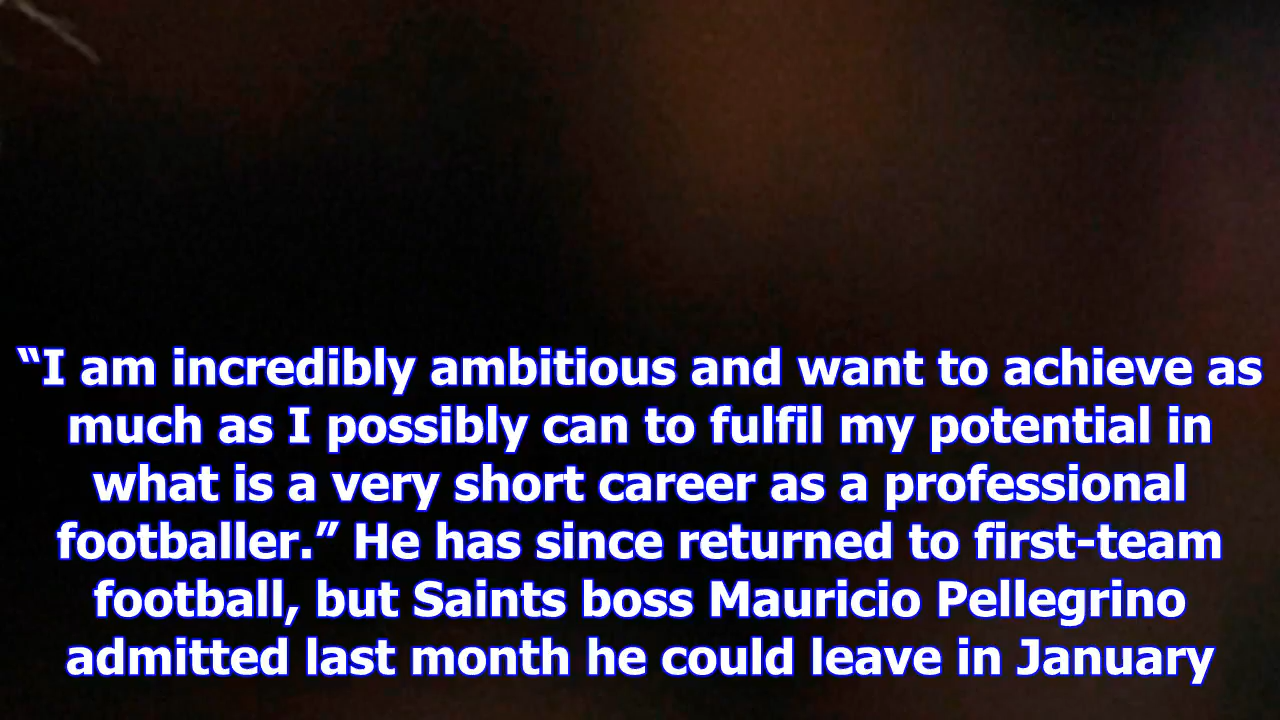 “I am incredibly ambitious and want to achieve as
much as I possibly can to fulfil my potential in
what is a very short career as a professional
footballer.” He has since returned to first-team
football, but Saints boss Mauricio Pellegrino
admitted last month he could leave in January